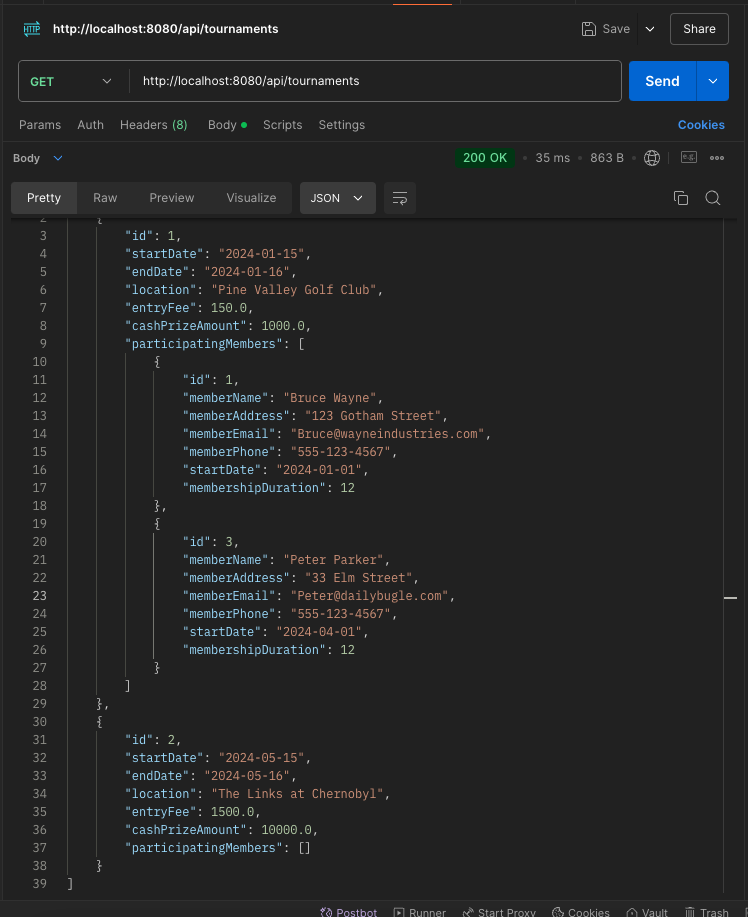 HTTP http://localhost:8080/api/tournaments Save Share
GET http://localhost:8080/api/tournaments Send
Params Auth Headers (8) Body Scripts Settings Cookies
Body 200 OK 35 ms 863 B e.g.
Pretty Raw Preview Visualize JSON
2 {
3 "id": 1,
4 "startDate": "2024-01-15",
5 "endDate": "2024-01-16",
6 "location": "Pine Valley Golf Club",
7 "entryFee": 150.0,
8 "cashPrizeAmount": 1000.0,
9 "participatingMembers": [
10 {
11 "id": 1,
12 "memberName": "Bruce Wayne",
13 "memberAddress": "123 Gotham Street",
14 "memberEmail": "Bruce@wayneindustries.com",
15 "memberPhone": "555-123-4567",
16 "startDate": "2024-01-01",
17 "membershipDuration": 12
18 },
19 {
20 "id": 3,
21 "memberName": "Peter Parker",
22 "memberAddress": "33 Elm Street",
23 "memberEmail": "Peter@dailybugle.com",
24 "memberPhone": "555-123-4567",
25 "startDate": "2024-04-01",
26 "membershipDuration": 12
27 }
28 ]
29 },
30 {
31 "id": 2,
32 "startDate": "2024-05-15",
33 "endDate": "2024-05-16",
34 "location": "The Links at Chernobyl",
35 "entryFee": 1500.0,
36 "cashPrizeAmount": 10000.0,
37 "participatingMembers": []
38 }
39 ]
Postbot Runner Start Proxy Cookies Vault Trash